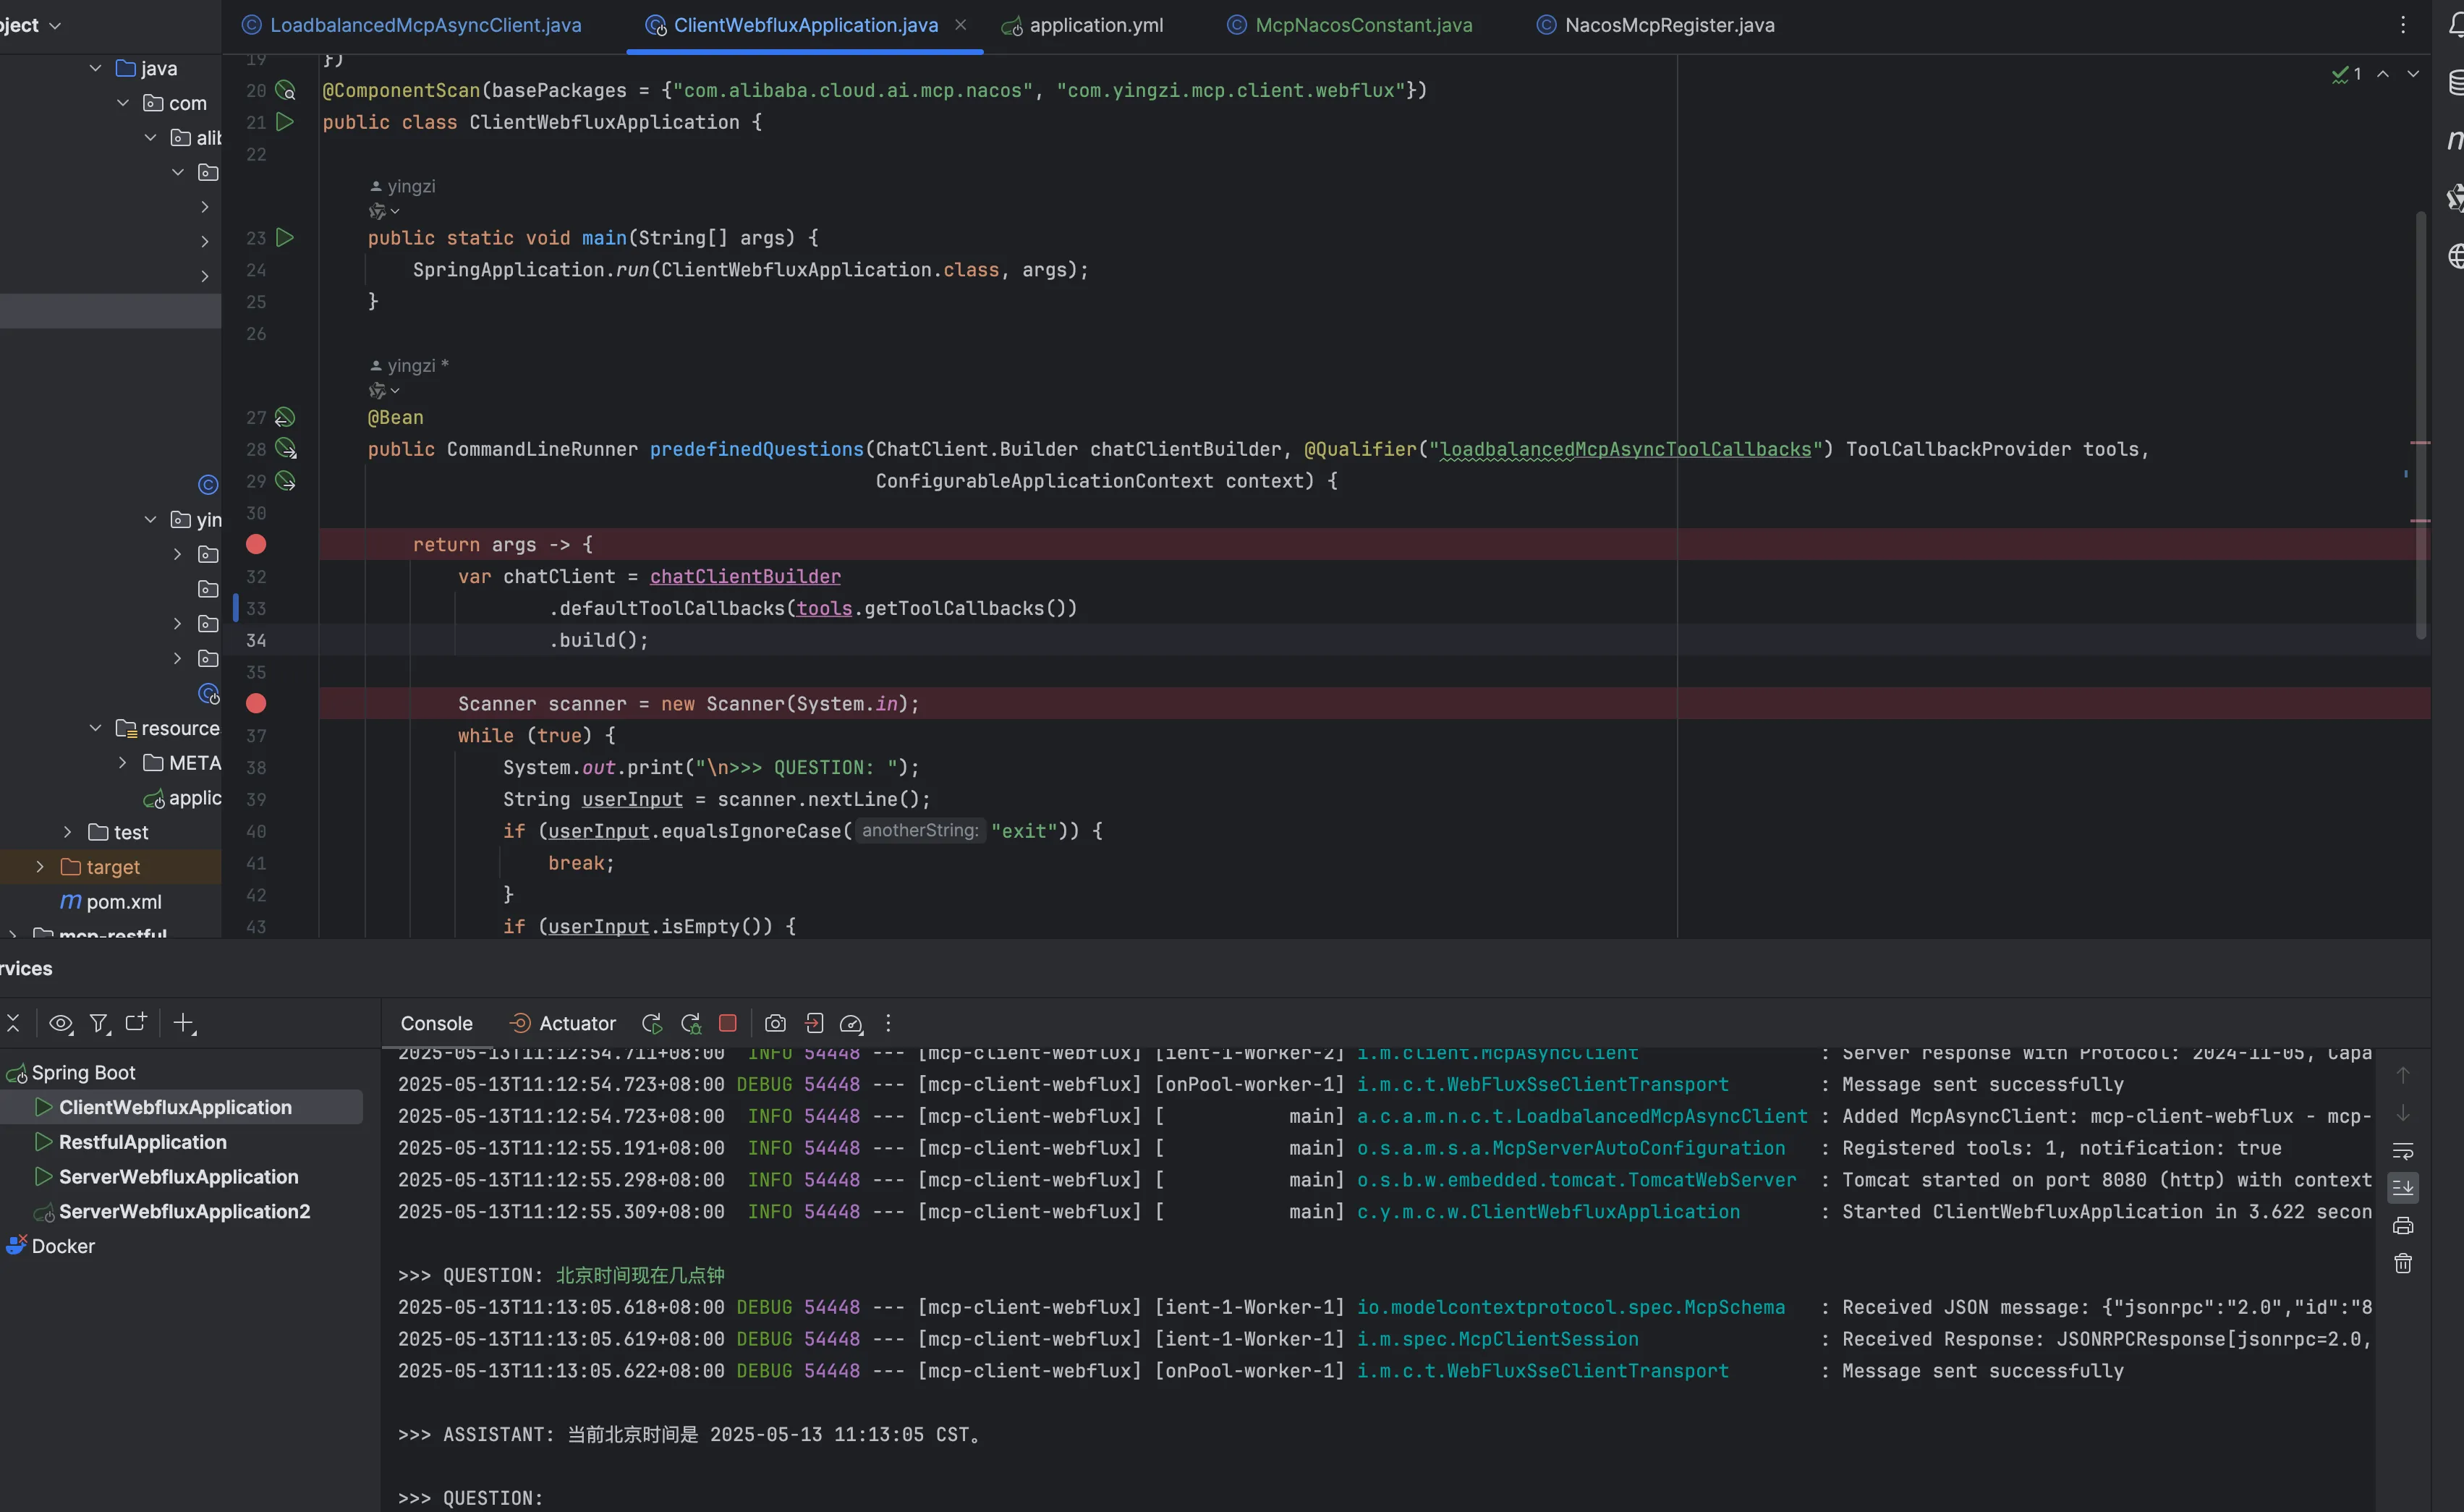 oject
LoadbalancedMcpAsyncClient.java
ClientWebfluxApplication.java
application.yml
McpNacosConstant.java
NacosMcpRegister.java
java
com
alib
yin
resource
META
applic
test
target
pom.xml
mcp-restful
19 })
20 @ComponentScan(basePackages = {"com.alibaba.cloud.ai.mcp.nacos", "com.yingzi.mcp.client.webflux"})
1
21 public class ClientWebfluxApplication {
22
yingzi
23 public static void main(String[] args) {
24 SpringApplication.run(ClientWebfluxApplication.class, args);
25 }
26
yingzi *
27 @Bean
28 public CommandLineRunner predefinedQuestions(ChatClient.Builder chatClientBuilder, @Qualifier("loadbalancedMcpAsyncToolCallbacks") ToolCallbackProvider tools,
29 ConfigurableApplicationContext context) {
30
return args -> {
32 var chatClient = chatClientBuilder
33 .defaultToolCallbacks(tools.getToolCallbacks())
34 .build();
35
Scanner scanner = new Scanner(System.in);
37 while (true) {
38 System.out.print("\n>>> QUESTION: ");
39 String userInput = scanner.nextLine();
40 if (userInput.equalsIgnoreCase( anotherString: "exit")) {
41 break;
42 }
43 if (userInput.isEmpty()) {
rvices
Console
Actuator
Spring Boot
ClientWebfluxApplication
RestfulApplication
ServerWebfluxApplication
ServerWebfluxApplication2
Docker
2025-05-13T11:12:54.711+08:00 INFO 54448 --- [mcp-client-webflux] [ient-1-Worker-2] i.m.client.McpAsyncClient : Server response with Protocol: 2024-11-05, Capa
2025-05-13T11:12:54.723+08:00 DEBUG 54448 --- [mcp-client-webflux] [onPool-worker-1] i.m.c.t.WebFluxSseClientTransport : Message sent successfully
2025-05-13T11:12:54.723+08:00 INFO 54448 --- [mcp-client-webflux] [ main] a.c.a.m.n.c.t.LoadbalancedMcpAsyncClient : Added McpAsyncClient: mcp-client-webflux - mcp-
2025-05-13T11:12:55.191+08:00 INFO 54448 --- [mcp-client-webflux] [ main] o.s.a.m.s.a.McpServerAutoConfiguration : Registered tools: 1, notification: true
2025-05-13T11:12:55.298+08:00 INFO 54448 --- [mcp-client-webflux] [ main] o.s.b.w.embedded.tomcat.TomcatWebServer : Tomcat started on port 8080 (http) with context
2025-05-13T11:12:55.309+08:00 INFO 54448 --- [mcp-client-webflux] [ main] c.y.m.c.w.ClientWebfluxApplication : Started ClientWebfluxApplication in 3.622 secon
>>> QUESTION: 北京时间现在几点钟
2025-05-13T11:13:05.618+08:00 DEBUG 54448 --- [mcp-client-webflux] [ient-1-Worker-1] io.modelcontextprotocol.spec.McpSchema : Received JSON message: {"jsonrpc":"2.0","id":"8
2025-05-13T11:13:05.619+08:00 DEBUG 54448 --- [mcp-client-webflux] [ient-1-Worker-1] i.m.spec.McpClientSession : Received Response: JSONRPCResponse[jsonrpc=2.0,
2025-05-13T11:13:05.622+08:00 DEBUG 54448 --- [mcp-client-webflux] [onPool-worker-1] i.m.c.t.WebFluxSseClientTransport : Message sent successfully
>>> ASSISTANT: 当前北京时间是 2025-05-13 11:13:05 CST。
>>> QUESTION: